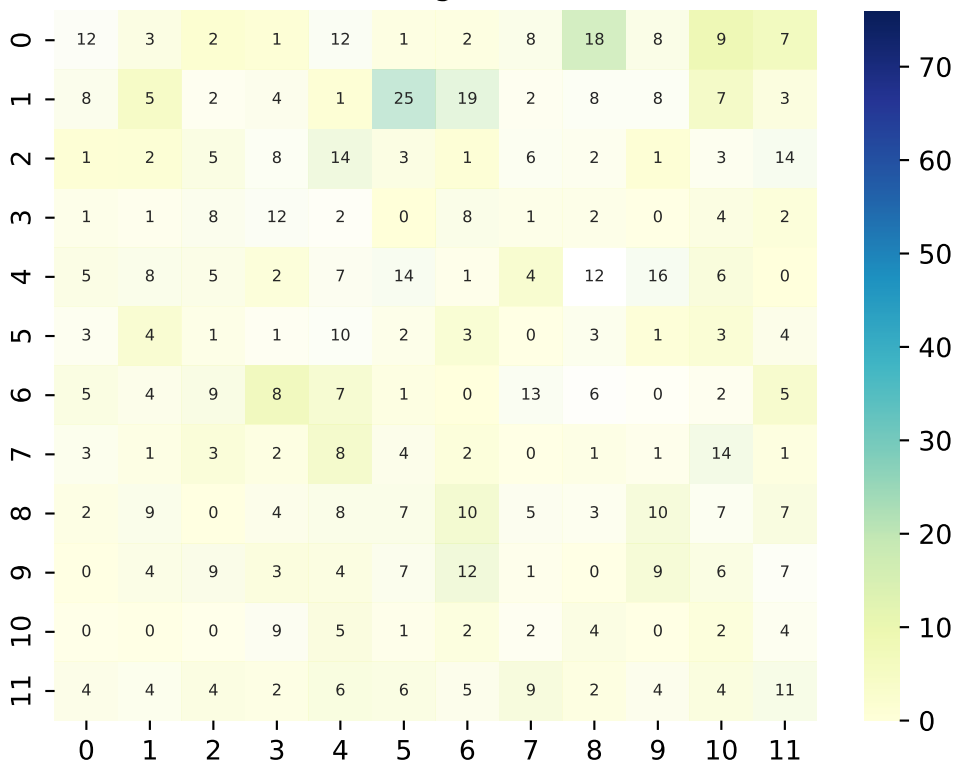 0 12 3 2 1 12 1 2 8 18 8 9 7
1 8 5 2 4 1 25 19 2 8 8 7 3
2 1 2 5 8 14 3 1 6 2 1 3 14
3 1 1 8 12 2 0 8 1 2 0 4 2
4 5 8 5 2 7 14 1 4 12 16 6 0
5 3 4 1 1 10 2 3 0 3 1 3 4
6 5 4 9 8 7 1 0 13 6 0 2 5
7 3 1 3 2 8 4 2 0 1 1 14 1
8 2 9 0 4 8 7 10 5 3 10 7 7
9 0 4 9 3 4 7 12 1 0 9 6 7
10 0 0 0 9 5 1 2 2 4 0 2 4
11 4 4 4 2 6 6 5 9 2 4 4 11
0 1 2 3 4 5 6 7 8 9 10 11
70
60
50
40
30
20
10
0